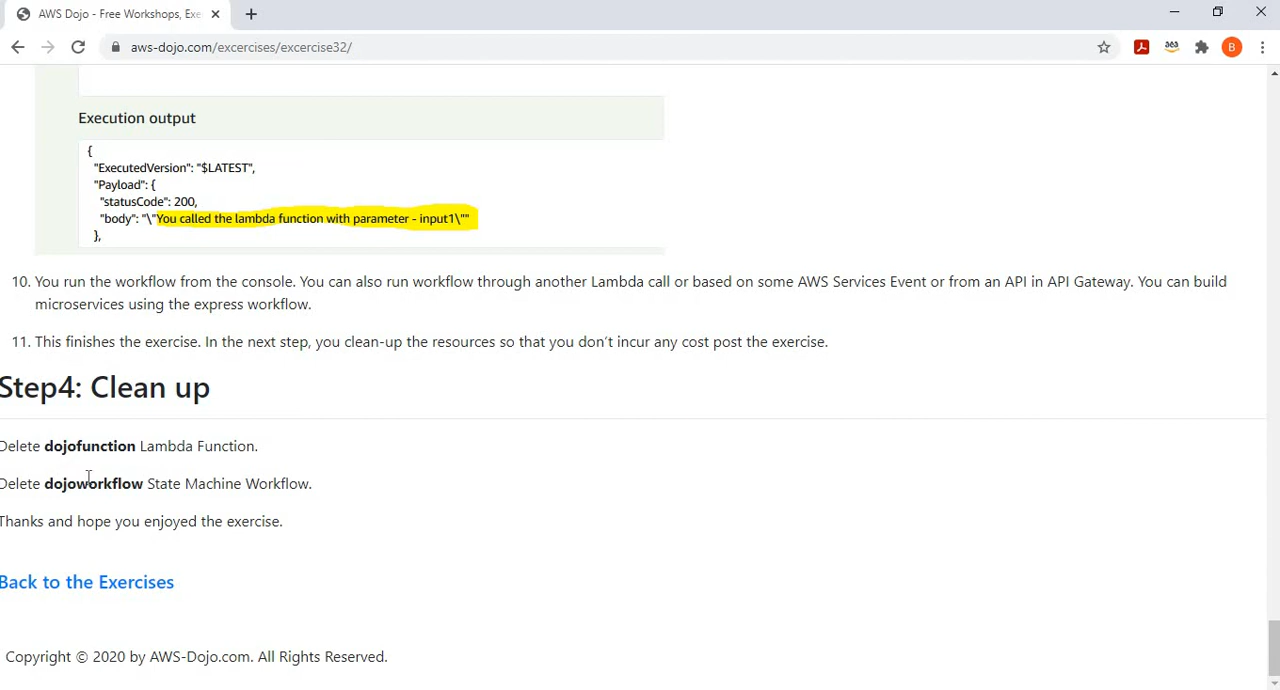 AWS Dojo - Free Workshops, Exe
aws-dojo.com/excercises/excercise32/
aea
B
Execution output
{
"ExecutedVersion": "$LATEST",
"Payload": {
"statusCode": 200,
"body": "\"You called the lambda function with parameter - input1\""
},
10. You run the workflow from the console. You can also run workflow through another Lambda call or based on some AWS Services Event or from an API in API Gateway. You can build
microservices using the express workflow.
11. This finishes the exercise. In the next step, you clean-up the resources so that you don’t incur any cost post the exercise.
Step4: Clean up
Delete dojofunction Lambda Function.
Delete dojoworkflow State Machine Workflow.
Thanks and hope you enjoyed the exercise.
Back to the Exercises
Copyright © 2020 by AWS-Dojo.com. All Rights Reserved.